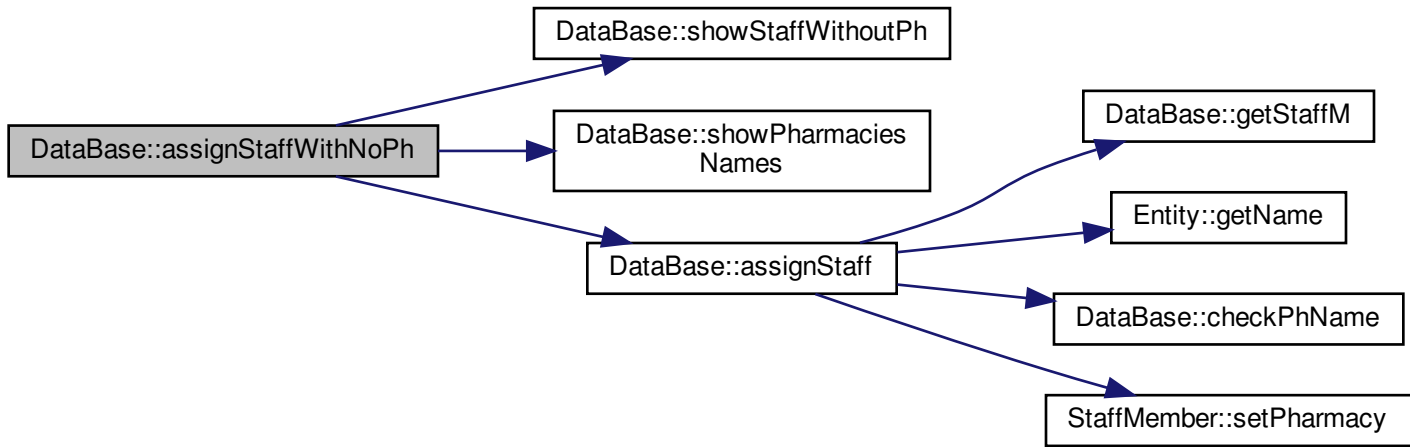 DataBase::showStaffWithoutPh
DataBase::assignStaffWithNoPh
DataBase::showPharmacies
Names
DataBase::assignStaff
DataBase::getStaffM
Entity::getName
DataBase::checkPhName
StaffMember::setPharmacy